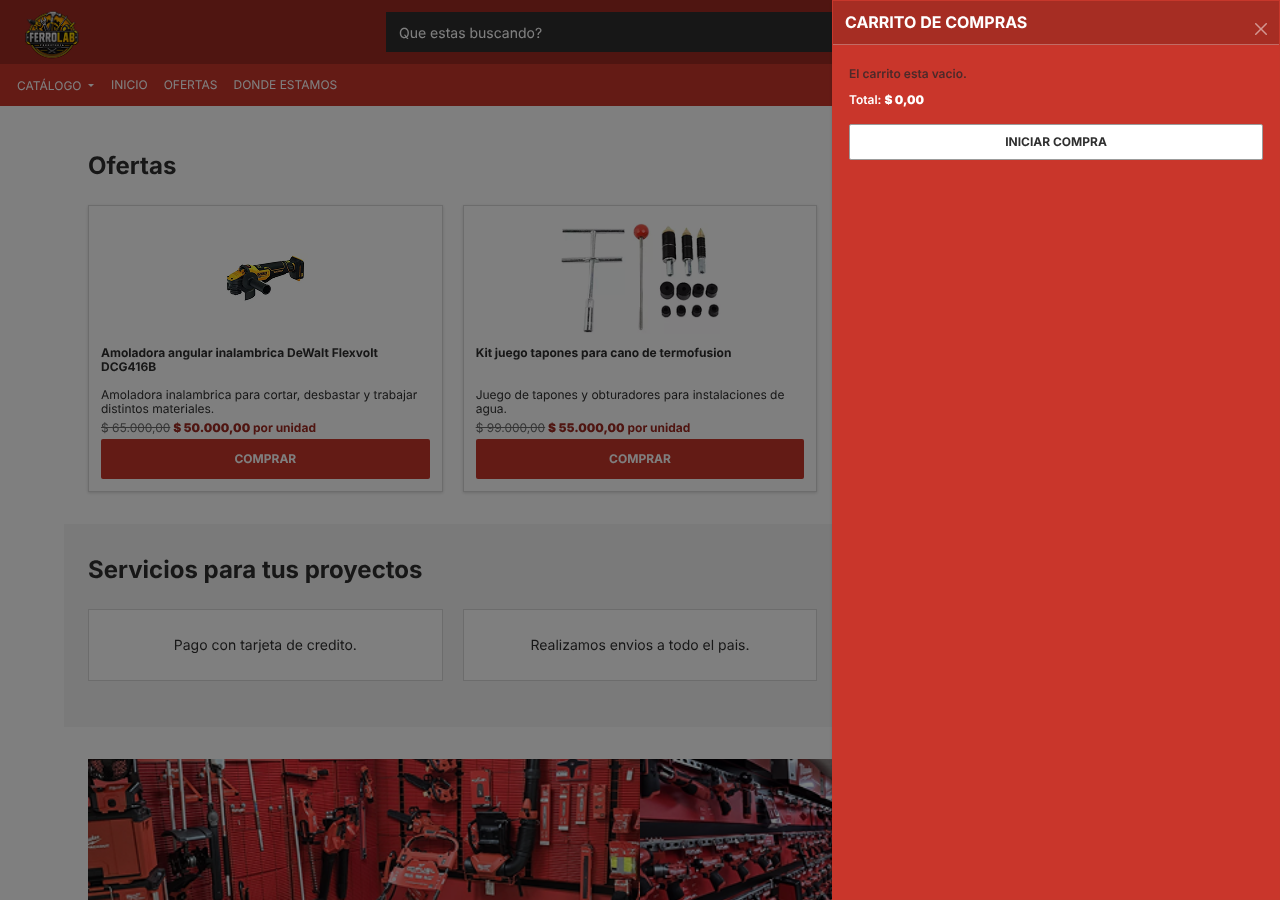 FERROLAB
Que estas buscando?
CATÁLOGO
INICIO
OFERTAS
DONDE ESTAMOS
CARRITO DE COMPRAS
El carrito esta vacio.
Total: $ 0,00
INICIAR COMPRA
Ofertas
Amoladora angular inalambrica DeWalt Flexvolt
DCG416B
Amoladora inalambrica para cortar, desbastar y trabajar
distintos materiales.
$ 65.000,00 $ 50.000,00 por unidad
COMPRAR
Kit juego tapones para cano de termofusion
Juego de tapones y obturadores para instalaciones de
agua.
$ 99.000,00 $ 55.000,00 por unidad
COMPRAR
Servicios para tus proyectos
Pago con tarjeta de credito.
Realizamos envios a todo el pais.
Milwaukee